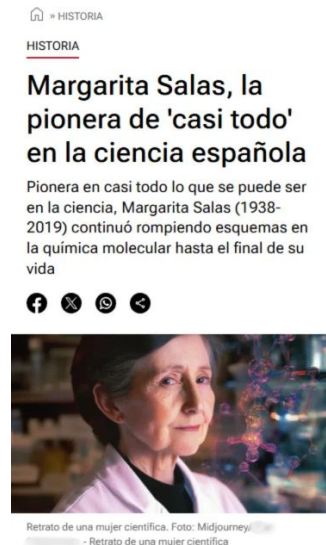 » HISTORIA
HISTORIA
Margarita Salas, la
pionera de 'casi todo'
en la ciencia española
Pionera en casi todo lo que se puede ser
en la ciencia, Margarita Salas (1938-
2019) continuó rompiendo esquemas en
la química molecular hasta el final de su
vida
Retrato de una mujer científica. Foto: Midjourney/
- Retrato de una mujer científica